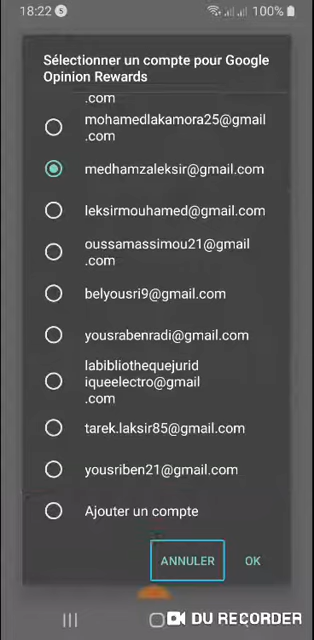 18:22 S 100%
Sélectionner un compte pour Google
Opinion Rewards
.com
mohamedlakamora25@gmail
.com
medhamzaleksir@gmail.com
leksirmouhamed@gmail.com
oussamassimou21@gmail
.com
belyousri9@gmail.com
yousrabenradi@gmail.com
labibliothequejurid
iqueelectro@gmail
.com
tarek.laksir85@gmail.com
yousriben21@gmail.com
Ajouter un compte
ANNULER OK
DU RECORDER